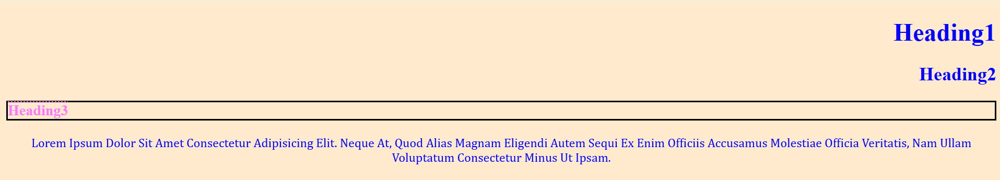 Heading1
Heading2
Heading3
Lorem Ipsum Dolor Sit Amet Consectetur Adipisicing Elit. Neque At, Quod Alias Magnam Eligendi Autem Sequi Ex Enim Officiis Accusamus Molestiae Officia Veritatis, Nam Ullam
Voluptatum Consectetur Minus Ut Ipsam.